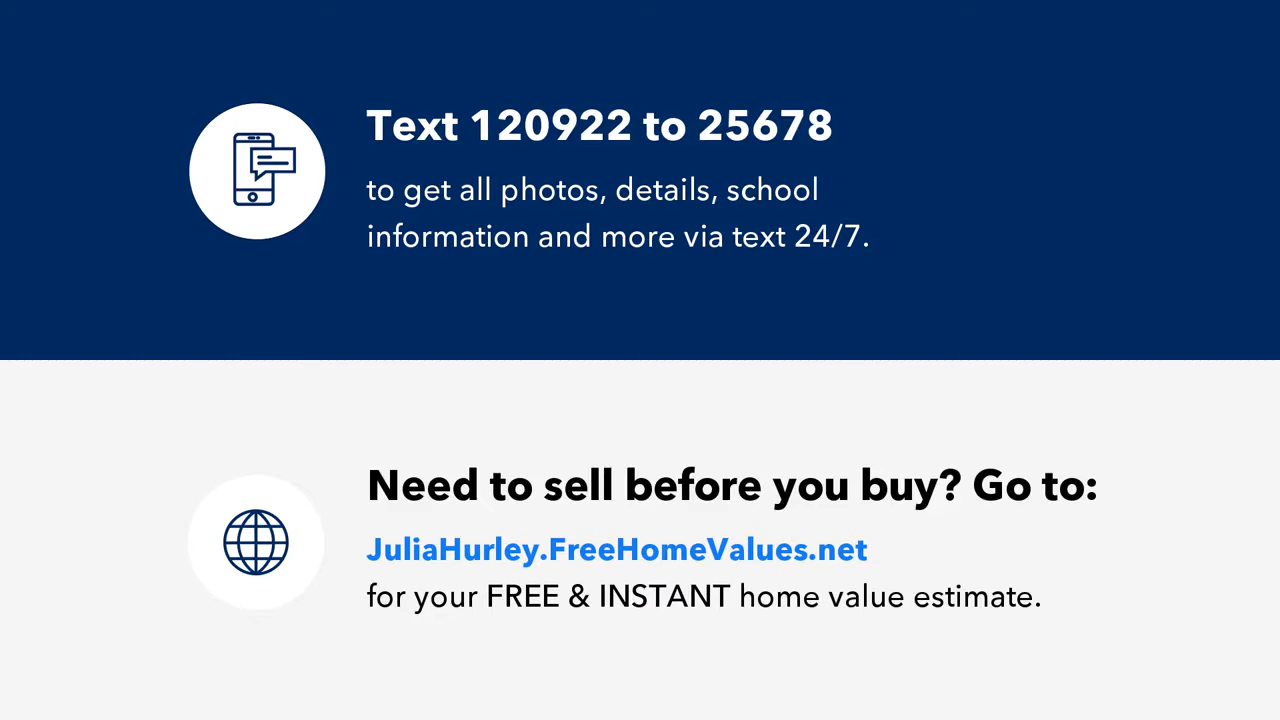 Text 120922 to 25678
to get all photos, details, school
information and more via text 24/7.
Need to sell before you buy? Go to:
JuliaHurley.FreeHomeValues.net
for your FREE & INSTANT home value estimate.